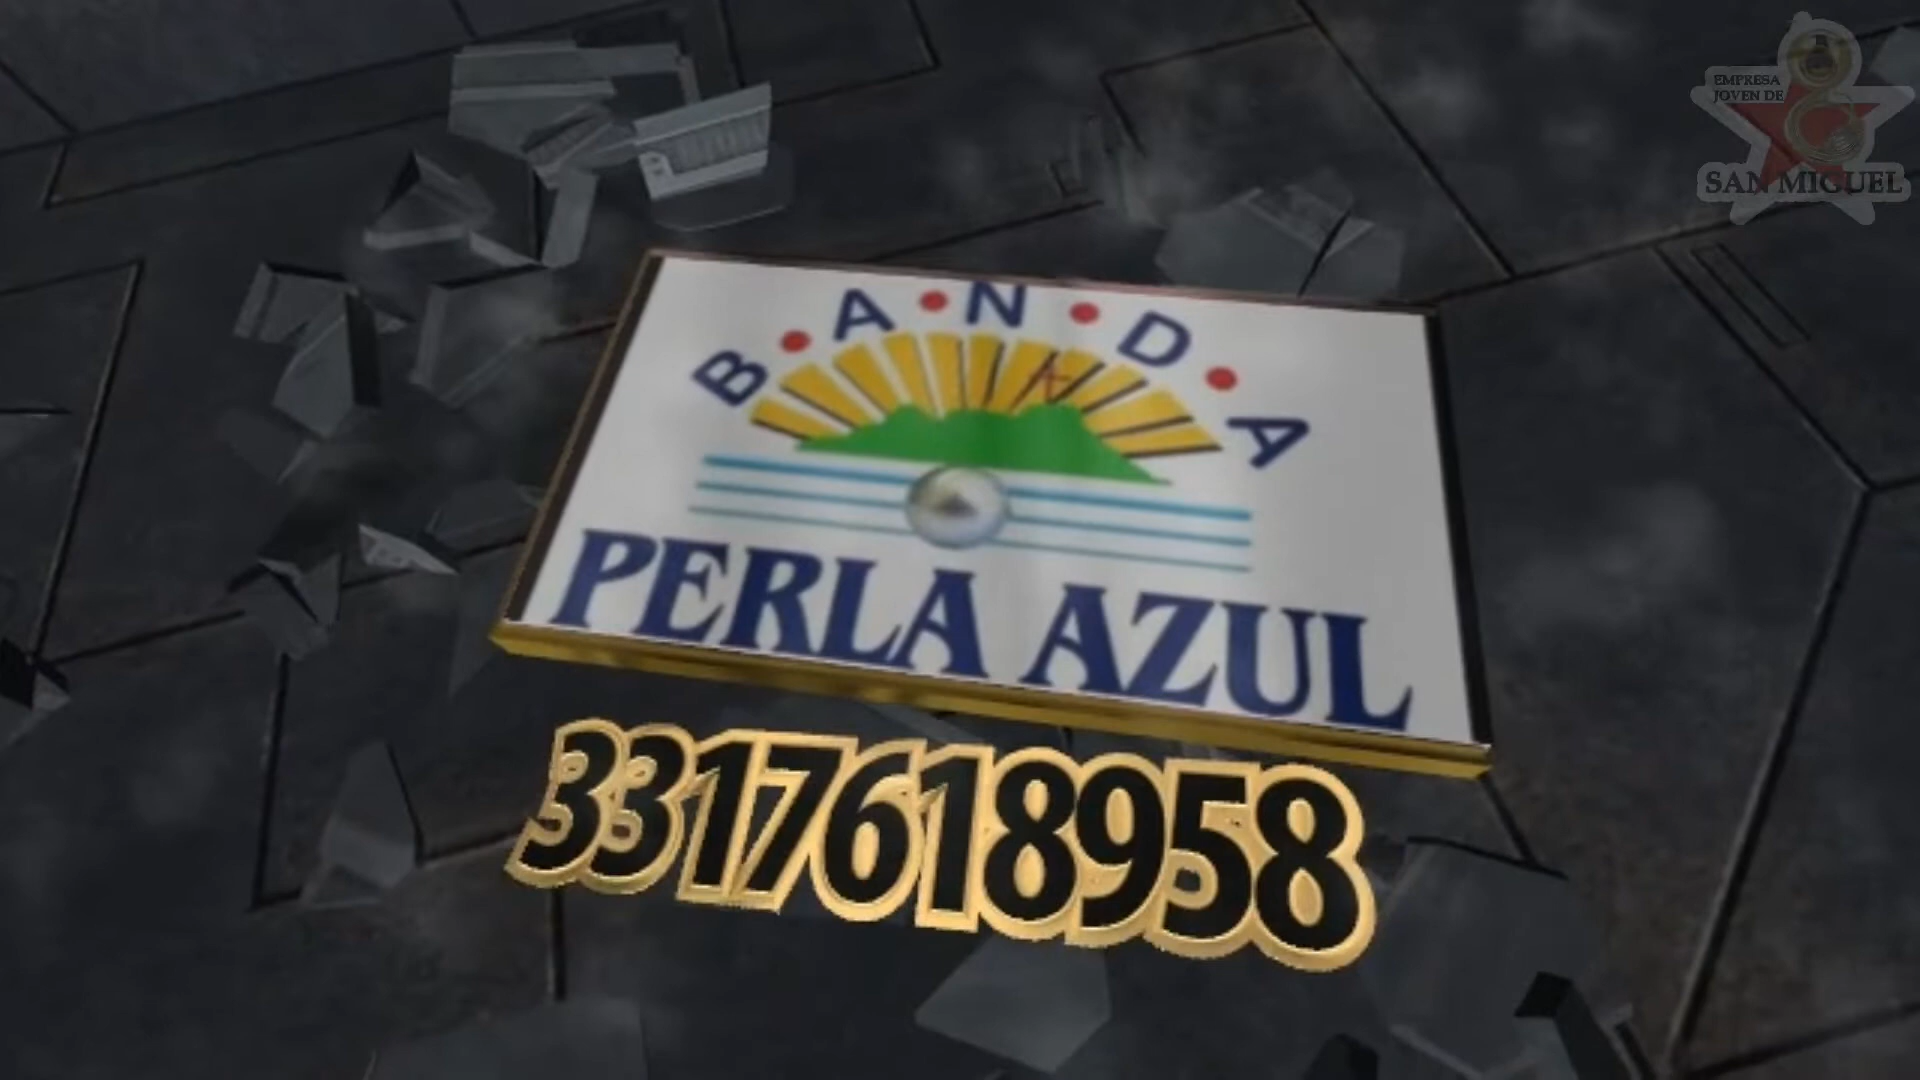 EMPRESA
JOVEN DE
SAN MIGUEL
B·A·N·D·A
PERLA AZUL
3317618958